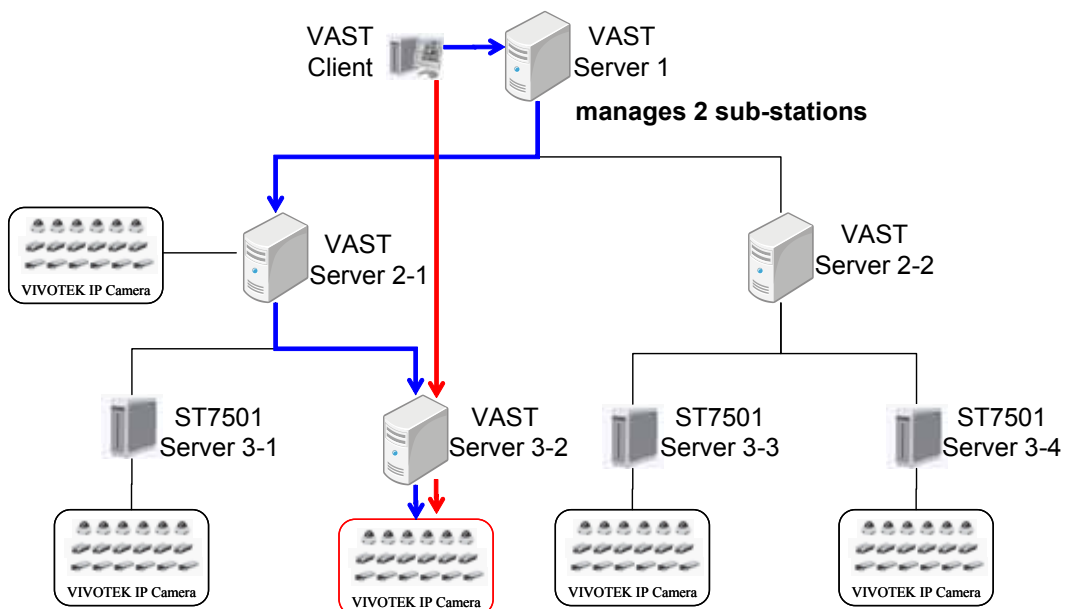 VAST
Client
VAST
Server 1
manages 2 sub-stations
VIVOTEK IP Camera
VAST
Server 2-1
VAST
Server 2-2
ST7501
Server 3-1
VAST
Server 3-2
ST7501
Server 3-3
ST7501
Server 3-4
VIVOTEK IP Camera
VIVOTEK IP Camera
VIVOTEK IP Camera
VIVOTEK IP Camera